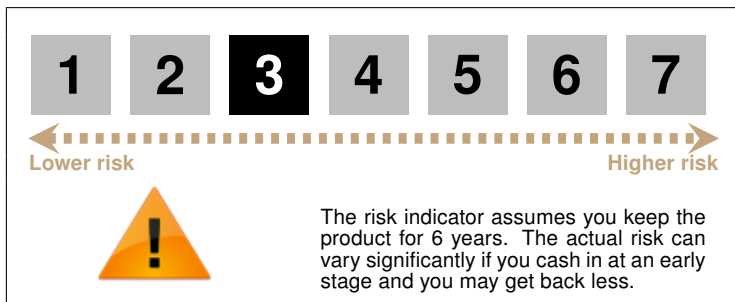 1 2 3 4 5 6 7
Lower risk Higher risk
!
The risk indicator assumes you keep the
product for 6 years. The actual risk can
vary significantly if you cash in at an early
stage and you may get back less.